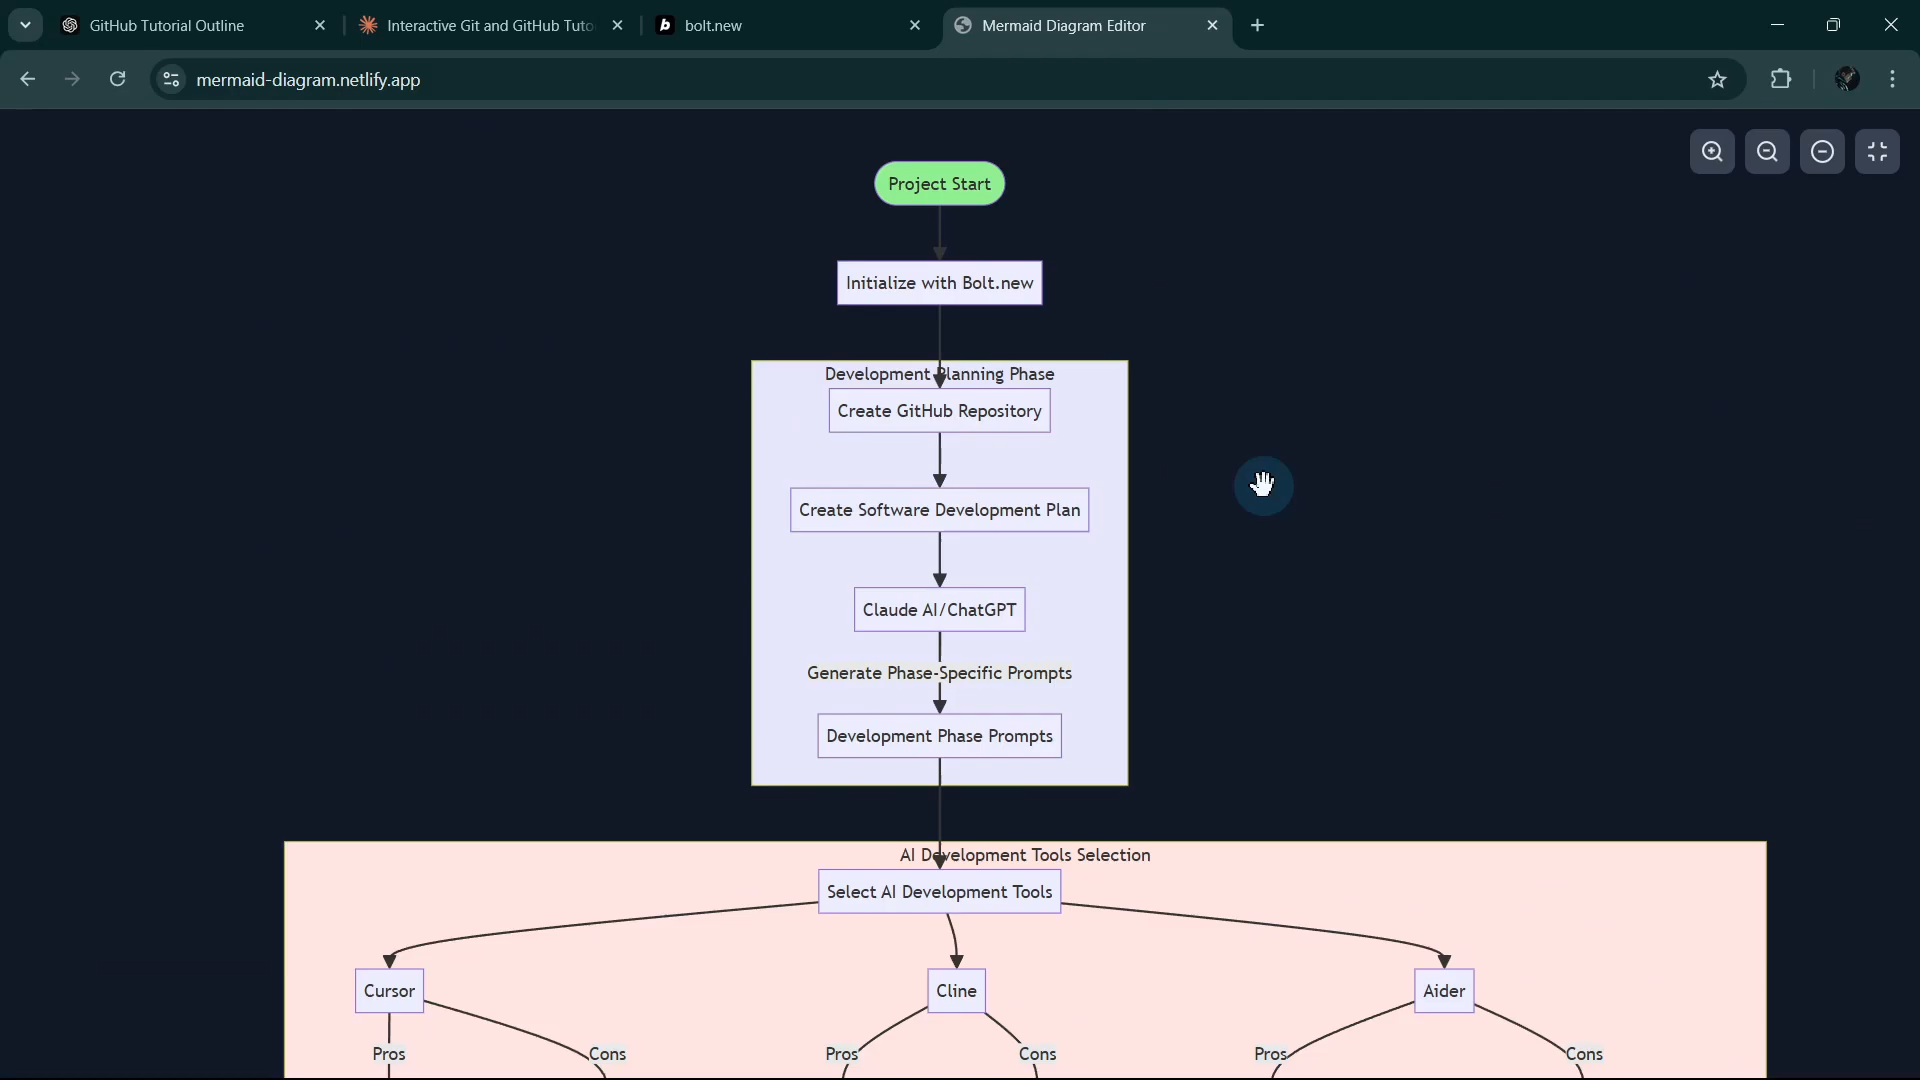 GitHub Tutorial Outline
Interactive Git and GitHub Tuto
bolt.new
Mermaid Diagram Editor
mermaid-diagram.netlify.app
Project Start
Initialize with Bolt.new
Development Planning Phase
Create GitHub Repository
Create Software Development Plan
Claude AI/ChatGPT
Generate Phase-Specific Prompts
Development Phase Prompts
AI Development Tools Selection
Select AI Development Tools
Cursor
Cline
Aider
Pros
Cons
Pros
Cons
Pros
Cons